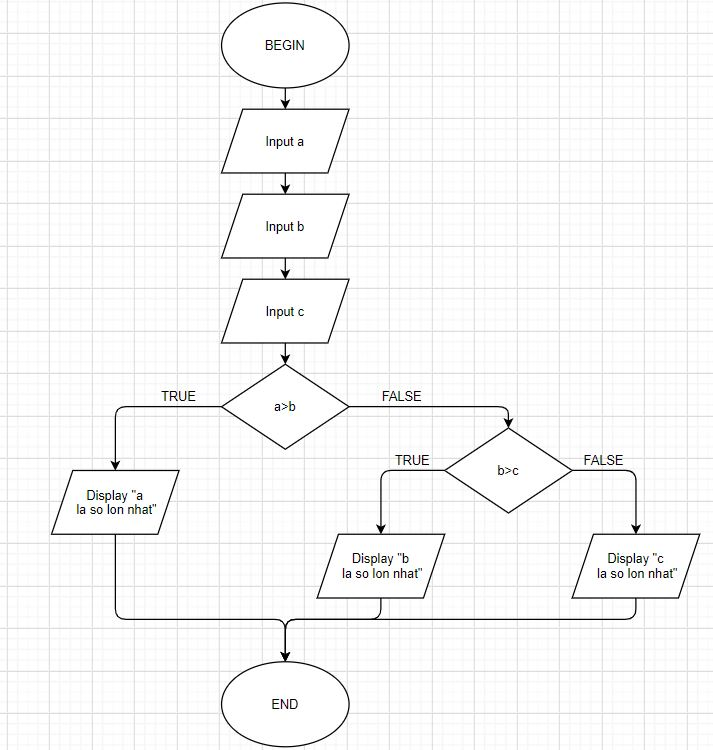 BEGIN
Input a
Input b
Input c
TRUE
a>b
FALSE
TRUE
b>c
FALSE
Display "a
la so lon nhat"
Display "b
la so lon nhat"
Display "c
la so lon nhat"
END